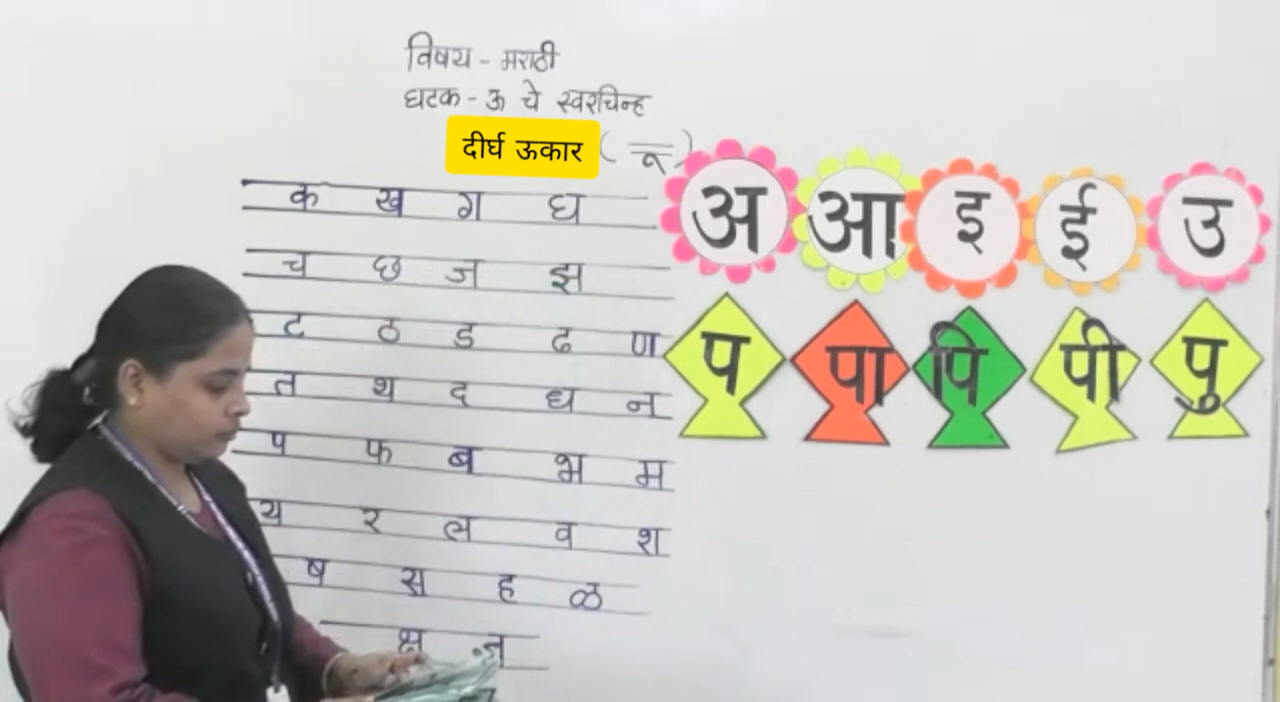 विषय - मराठी
घटक - ऊ चे स्वरचिन्ह
दीर्घ ऊकार ( ू )
क ख ग घ
च छ ज झ
ट ठ ड ढ ण
त थ द ध न
प फ ब भ म
य र ल व श
ष स ह ळ
क्ष ज्ञ
अ आ इ ई उ
प पा पि पी पु